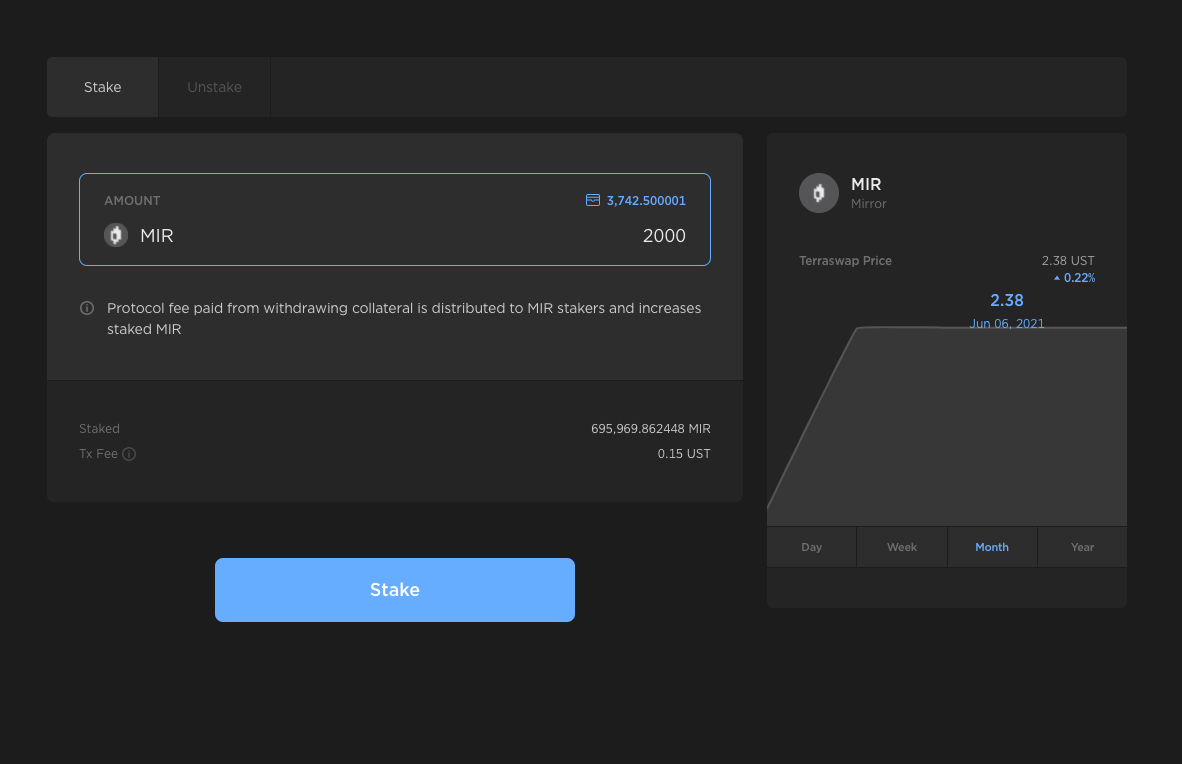 Stake
Unstake
AMOUNT
3,742.500001
MIR
2000
Protocol fee paid from withdrawing collateral is distributed to MIR stakers and increases
staked MIR
Staked
695,969.862448 MIR
Tx Fee
0.15 UST
Stake
MIR
Mirror
Terraswap Price
2.38 UST
0.22%
2.38
Jun 06, 2021
Day
Week
Month
Year